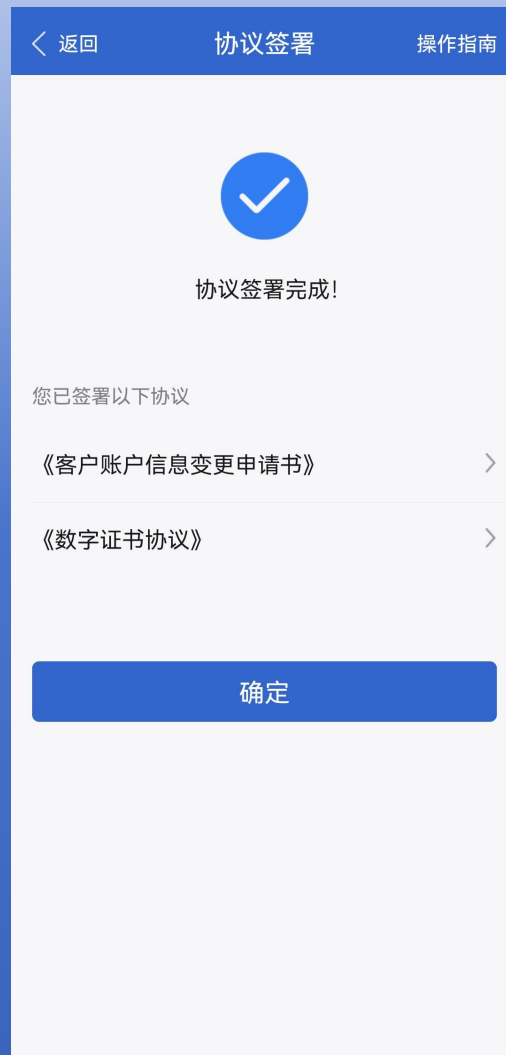 返回
协议签署
操作指南
协议签署完成!
您已签署以下协议
《客户账户信息变更申请书》
《数字证书协议》
确定